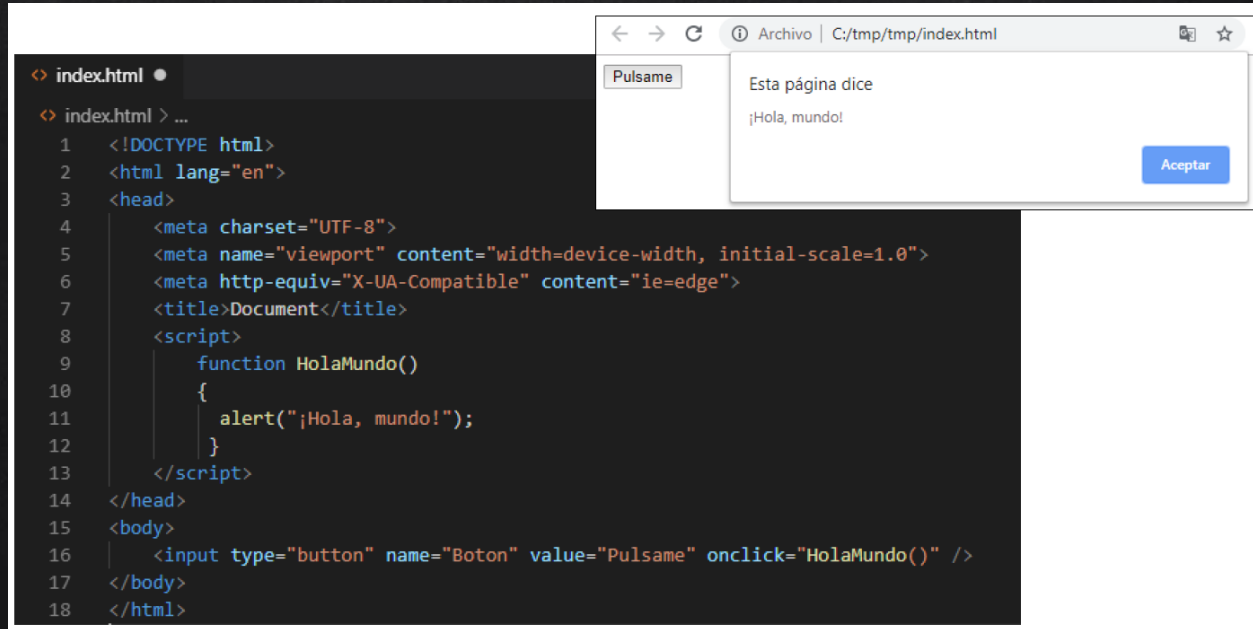 Archivo | C:/tmp/tmp/index.html
Pulsame
Esta página dice
¡Hola, mundo!
Aceptar
<> index.html ●
<> index.html > ...
1 <!DOCTYPE html>
2 <html lang="en">
3 <head>
4 <meta charset="UTF-8">
5 <meta name="viewport" content="width=device-width, initial-scale=1.0">
6 <meta http-equiv="X-UA-Compatible" content="ie=edge">
7 <title>Document</title>
8 <script>
9 function HolaMundo()
10 {
11 alert("¡Hola, mundo!");
12 }
13 </script>
14 </head>
15 <body>
16 <input type="button" name="Boton" value="Pulsame" onclick="HolaMundo()" />
17 </body>
18 </html>